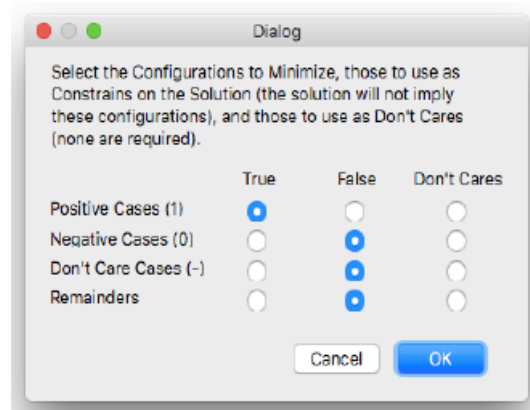 Dialog
Select the Configurations to Minimize, those to use as
Constrains on the Solution (the solution will not imply
these configurations), and those to use as Don't Cares
(none are required).
True False Don't Cares
Positive Cases (1)
Negative Cases (0)
Don't Care Cases (-)
Remainders
Cancel OK